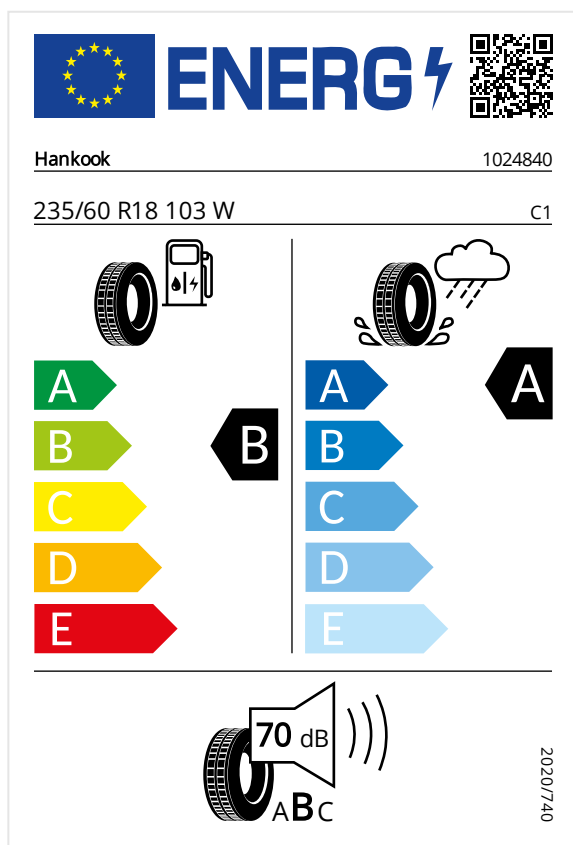 ENERG
Hankook 1024840
235/60 R18 103 W C1
A A A
B B B
C C
D D
E E
70 dB
ABC
2020/740